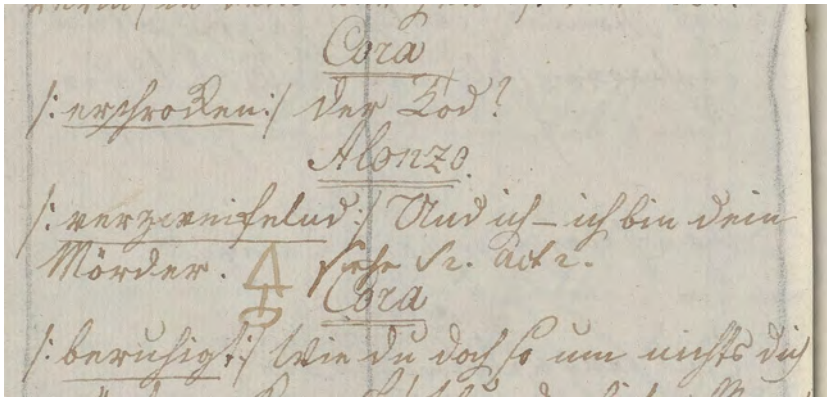 Cora
/: erschrocken :/ der Tod?
Alonzo.
/: verzweifelnd :/ Und ich – ich bin dein
Mörder. siehe Sc. Act 2.
Cora
/: beruhigt :/ Wie du doch so um nichts dich